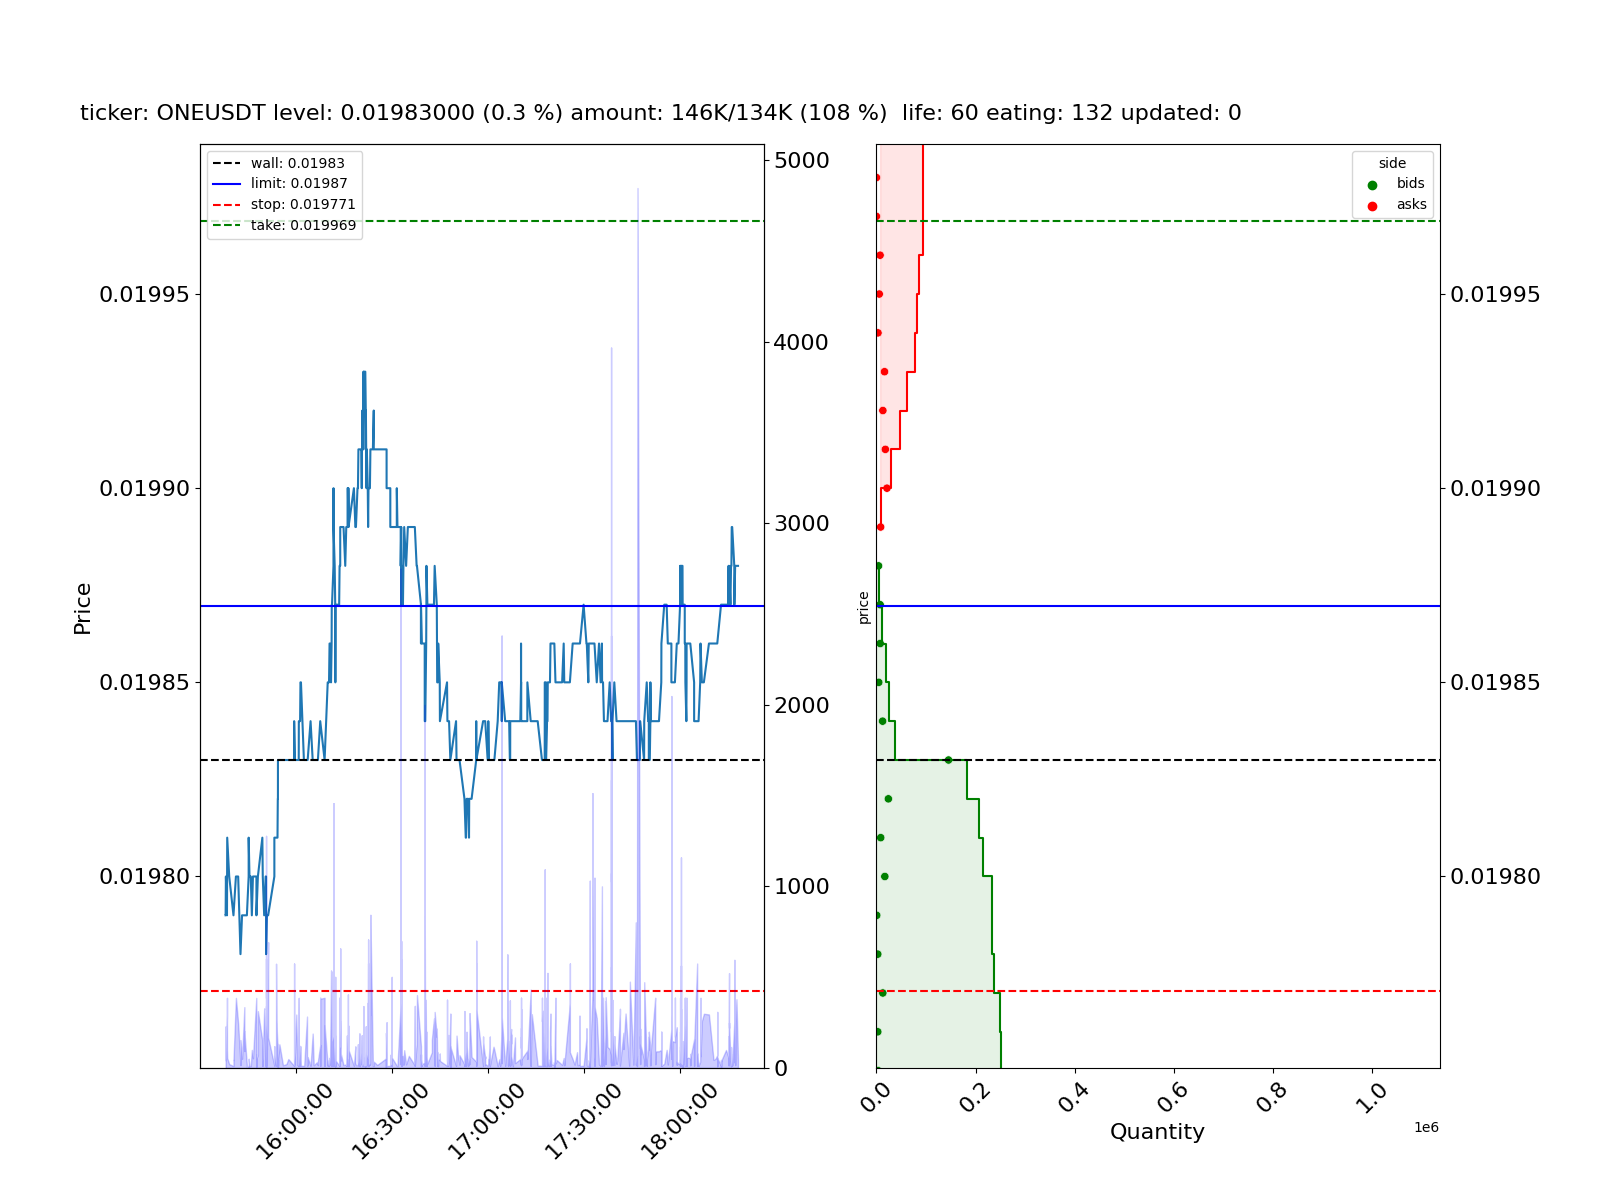 ticker: ONEUSDT level: 0.01983000 (0.3 %) amount: 146K/134K (108 %)  life: 60 eating: 132 updated: 0
wall: 0.01983
limit: 0.01987
stop: 0.019771
take: 0.019969
Price
0.01995
0.01990
0.01985
0.01980
5000
4000
3000
2000
1000
0
16:00:00
16:30:00
17:00:00
17:30:00
18:00:00
side
bids
asks
price
0.01995
0.01990
0.01985
0.01980
0.0
0.2
0.4
0.6
0.8
1.0
Quantity
1e6